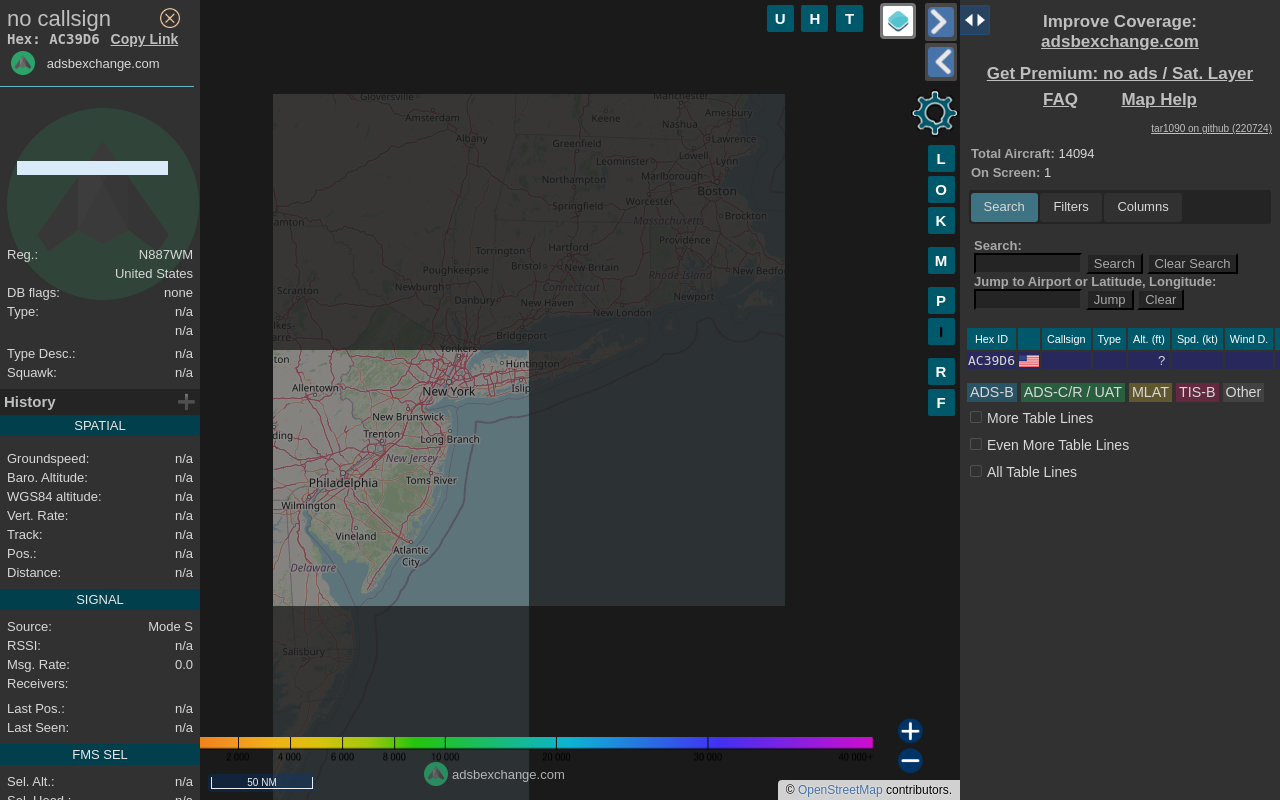 no callsign
Hex: AC39D6 Copy Link
adsbexchange.com
Reg.: N887WM
United States
DB flags: none
Type: n/a
n/a
Type Desc.: n/a
Squawk: n/a
History
SPATIAL
Groundspeed: n/a
Baro. Altitude: n/a
WGS84 altitude: n/a
Vert. Rate: n/a
Track: n/a
Pos.: n/a
Distance: n/a
SIGNAL
Source: Mode S
RSSI: n/a
Msg. Rate: 0.0
Receivers:
Last Pos.: n/a
Last Seen: n/a
FMS SEL
Sel. Alt.: n/a
Sel. Head.: n/a
U H T
L
O
K
M
P
I
R
F
Gloversville
Manchester
Amsterdam
Keene
Amesbury
Nashua
Albany
Greenfield
Lawrence
Lowell
Leominster
Lynn
Northampton
Marlborough
Boston
Springfield
Worcester
Massachusetts
Brockton
Torrington
Hartford
Providence
Poughkeepsie
Bristol
New Britain
Rhode Island
New Bedfor
Scranton
Newburgh
Connecticut
Danbury
New Haven
Newport
New London
Bridgeport
Yonkers
Huntington
Allentown
New York
Islip
New Brunswick
Trenton
Long Branch
ding
New Jersey
Philadelphia
Toms River
Wilmington
Vineland
Atlantic
City
Delaware
Salisbury
2 000 4 000 6 000 8 000 10 000 20 000 30 000 40 000+
50 NM
adsbexchange.com
© OpenStreetMap contributors.
Improve Coverage:
adsbexchange.com
Get Premium: no ads / Sat. Layer
FAQ Map Help
tar1090 on github (220724)
Total Aircraft: 14094
On Screen: 1
Search Filters Columns
Search:
Search Clear Search
Jump to Airport or Latitude, Longitude:
Jump Clear
Hex ID Callsign Type Alt. (ft) Spd. (kt) Wind D.
AC39D6 ?
ADS-B ADS-C/R / UAT MLAT TIS-B Other
More Table Lines
Even More Table Lines
All Table Lines